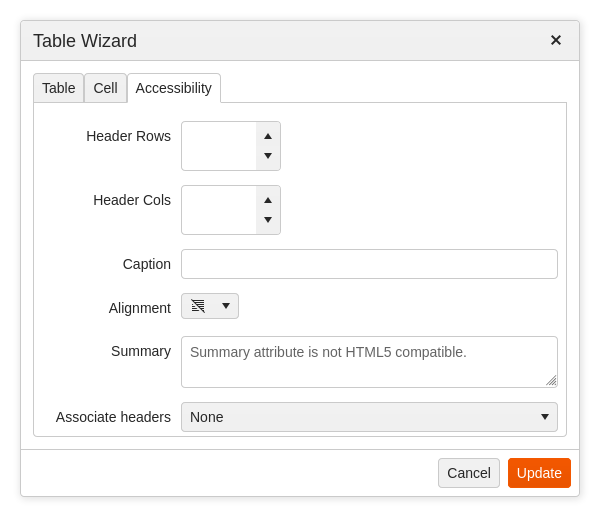 Table Wizard
Table Cell Accessibility
Header Rows
Header Cols
Caption
Alignment
Summary Summary attribute is not HTML5 compatible.
Associate headers None
Cancel Update